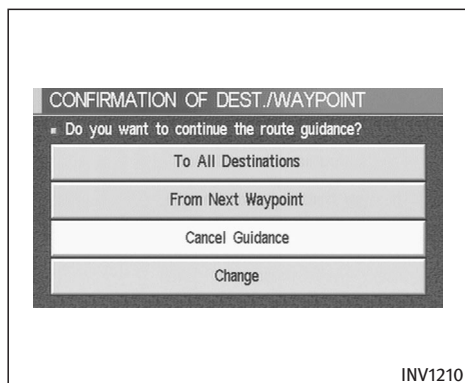 CONFIRMATION OF DEST./WAYPOINT
▪ Do you want to continue the route guidance?
To All Destinations
From Next Waypoint
Cancel Guidance
Change
INV1210